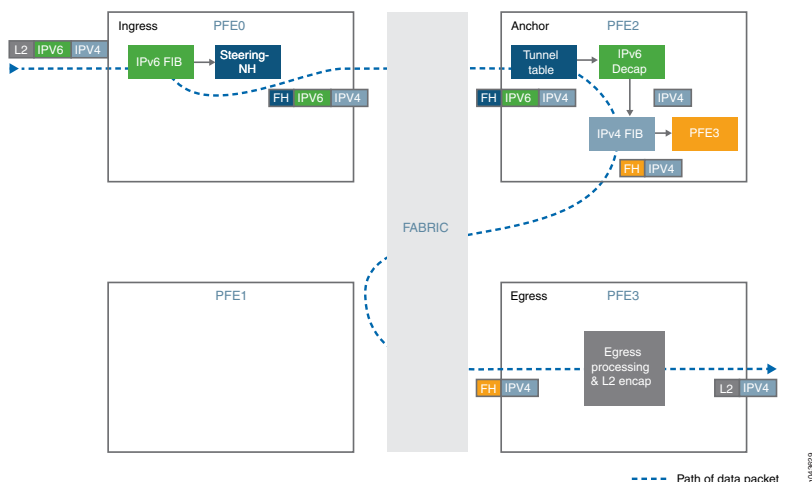 Ingress PFE0
L2 IPV6 IPV4
IPv6 FIB
Steering-
NH
FH IPV6 IPV4
FABRIC
Anchor PFE2
Tunnel
table
IPv6
Decap
FH IPV6 IPV4
IPV4
IPv4 FIB
PFE3
FH IPV4
PFE1
Egress PFE3
Egress
processing
& L2 encap
FH IPV4
L2 IPV4
Path of data packet